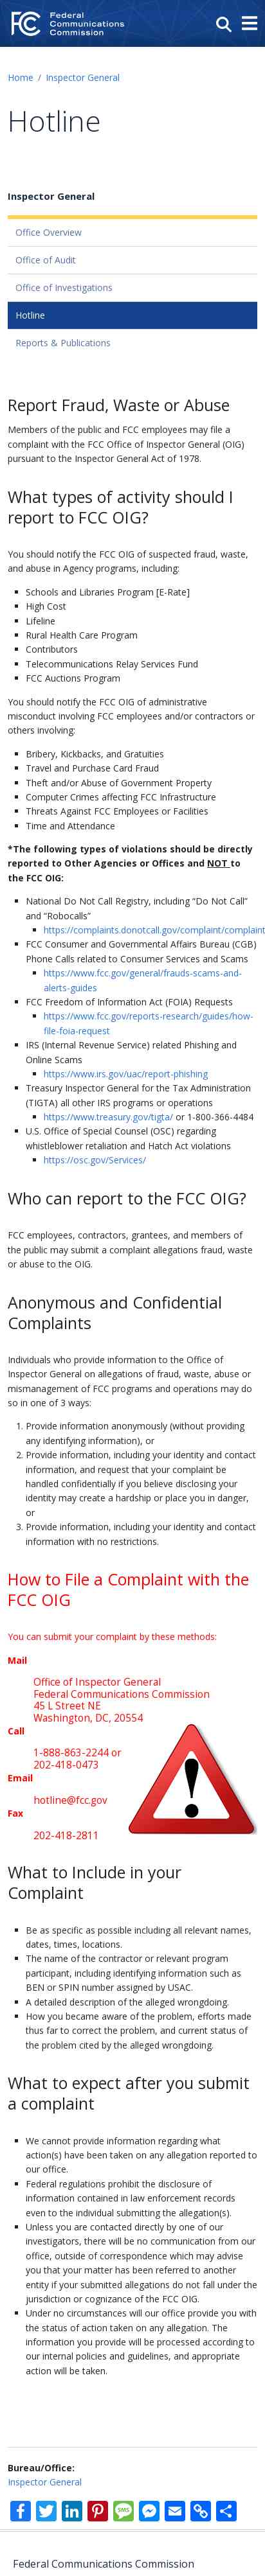 Federal
Communications
Commission
Home / Inspector General
Hotline
Inspector General
Office Overview
Office of Audit
Office of Investigations
Hotline
Reports & Publications
Report Fraud, Waste or Abuse
Members of the public and FCC employees may file a
complaint with the FCC Office of Inspector General (OIG)
pursuant to the Inspector General Act of 1978.
What types of activity should I
report to FCC OIG?
You should notify the FCC OIG of suspected fraud, waste,
and abuse in Agency programs, including:
Schools and Libraries Program [E-Rate]
High Cost
Lifeline
Rural Health Care Program
Contributors
Telecommunications Relay Services Fund
FCC Auctions Program
You should notify the FCC OIG of administrative
misconduct involving FCC employees and/or contractors or
others involving:
Bribery, Kickbacks, and Gratuities
Travel and Purchase Card Fraud
Theft and/or Abuse of Government Property
Computer Crimes affecting FCC Infrastructure
Threats Against FCC Employees or Facilities
Time and Attendance
*The following types of violations should be directly
reported to Other Agencies or Offices and NOT to
the FCC OIG:
National Do Not Call Registry, including “Do Not Call”
and “Robocalls”
https://complaints.donotcall.gov/complaint/complaint
FCC Consumer and Governmental Affairs Bureau (CGB)
Phone Calls related to Consumer Services and Scams
https://www.fcc.gov/general/frauds-scams-and-
alerts-guides
FCC Freedom of Information Act (FOIA) Requests
https://www.fcc.gov/reports-research/guides/how-
file-foia-request
IRS (Internal Revenue Service) related Phishing and
Online Scams
https://www.irs.gov/uac/report-phishing
Treasury Inspector General for the Tax Administration
(TIGTA) all other IRS programs or operations
https://www.treasury.gov/tigta/ or 1-800-366-4484
U.S. Office of Special Counsel (OSC) regarding
whistleblower retaliation and Hatch Act violations
https://osc.gov/Services/
Who can report to the FCC OIG?
FCC employees, contractors, grantees, and members of
the public may submit a complaint allegations fraud, waste
or abuse to the OIG.
Anonymous and Confidential
Complaints
Individuals who provide information to the Office of
Inspector General on allegations of fraud, waste, abuse or
mismanagement of FCC programs and operations may do
so in one of 3 ways:
1. Provide information anonymously (without providing
any identifying information), or
2. Provide information, including your identity and contact
information, and request that your complaint be
handled confidentially if you believe disclosing your
identity may create a hardship or place you in danger,
or
3. Provide information, including your identity and contact
information with no restrictions.
How to File a Complaint with the
FCC OIG
You can submit your complaint by these methods:
Mail
Office of Inspector General
Federal Communications Commission
45 L Street NE
Washington, DC, 20554
Call
1-888-863-2244 or
202-418-0473
Email
hotline@fcc.gov
Fax
202-418-2811
What to Include in your
Complaint
Be as specific as possible including all relevant names,
dates, times, locations.
The name of the contractor or relevant program
participant, including identifying information such as
BEN or SPIN number assigned by USAC.
A detailed description of the alleged wrongdoing.
How you became aware of the problem, efforts made
thus far to correct the problem, and current status of
the problem cited by the alleged wrongdoing.
What to expect after you submit
a complaint
We cannot provide information regarding what
action(s) have been taken on any allegation reported to
our office.
Federal regulations prohibit the disclosure of
information contained in law enforcement records
even to the individual submitting the allegation(s).
Unless you are contacted directly by one of our
investigators, there will be no communication from our
office, outside of correspondence which may advise
you that your matter has been referred to another
entity if your submitted allegations do not fall under the
jurisdiction or cognizance of the FCC OIG.
Under no circumstances will our office provide you with
the status of action taken on any allegation. The
information you provide will be processed according to
our internal policies and guidelines, and appropriate
action will be taken.
Bureau/Office:
Inspector General
SMS
Federal Communications Commission